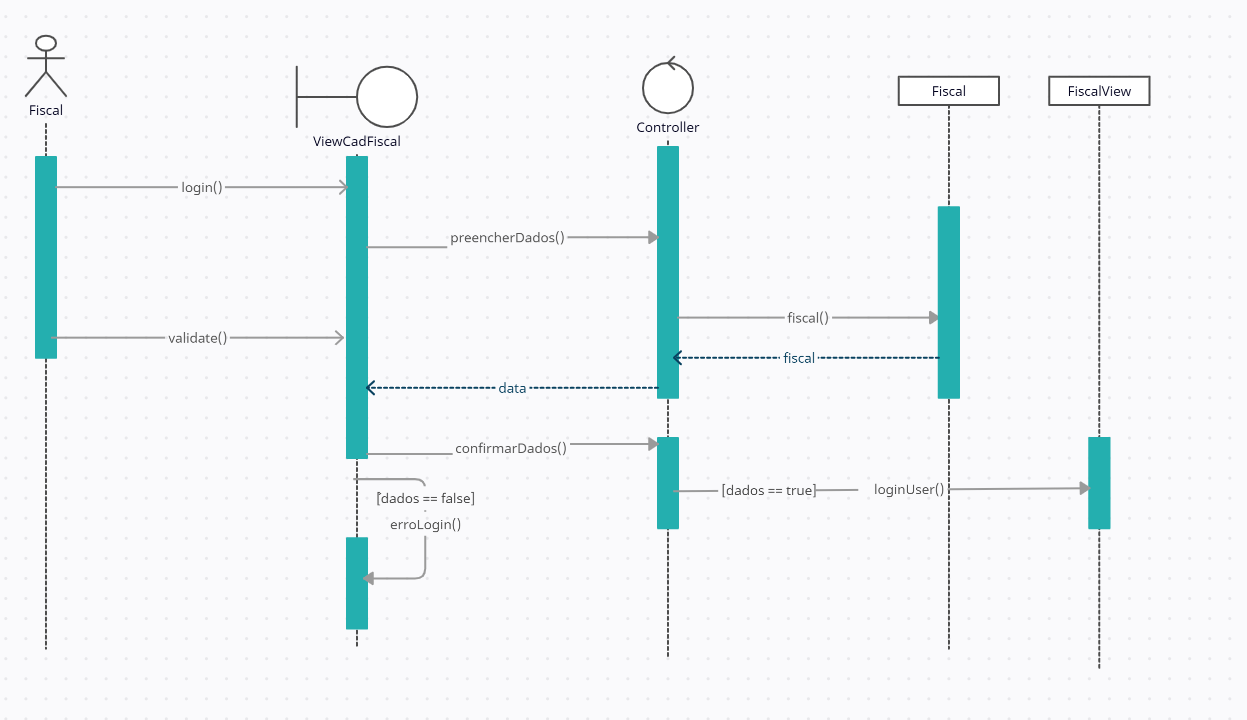 Fiscal
ViewCadFiscal
Controller
Fiscal
FiscalView
login()
preencherDados()
fiscal()
validate()
fiscal
data
confirmarDados()
[dados == false]
erroLogin()
[dados == true]
loginUser()